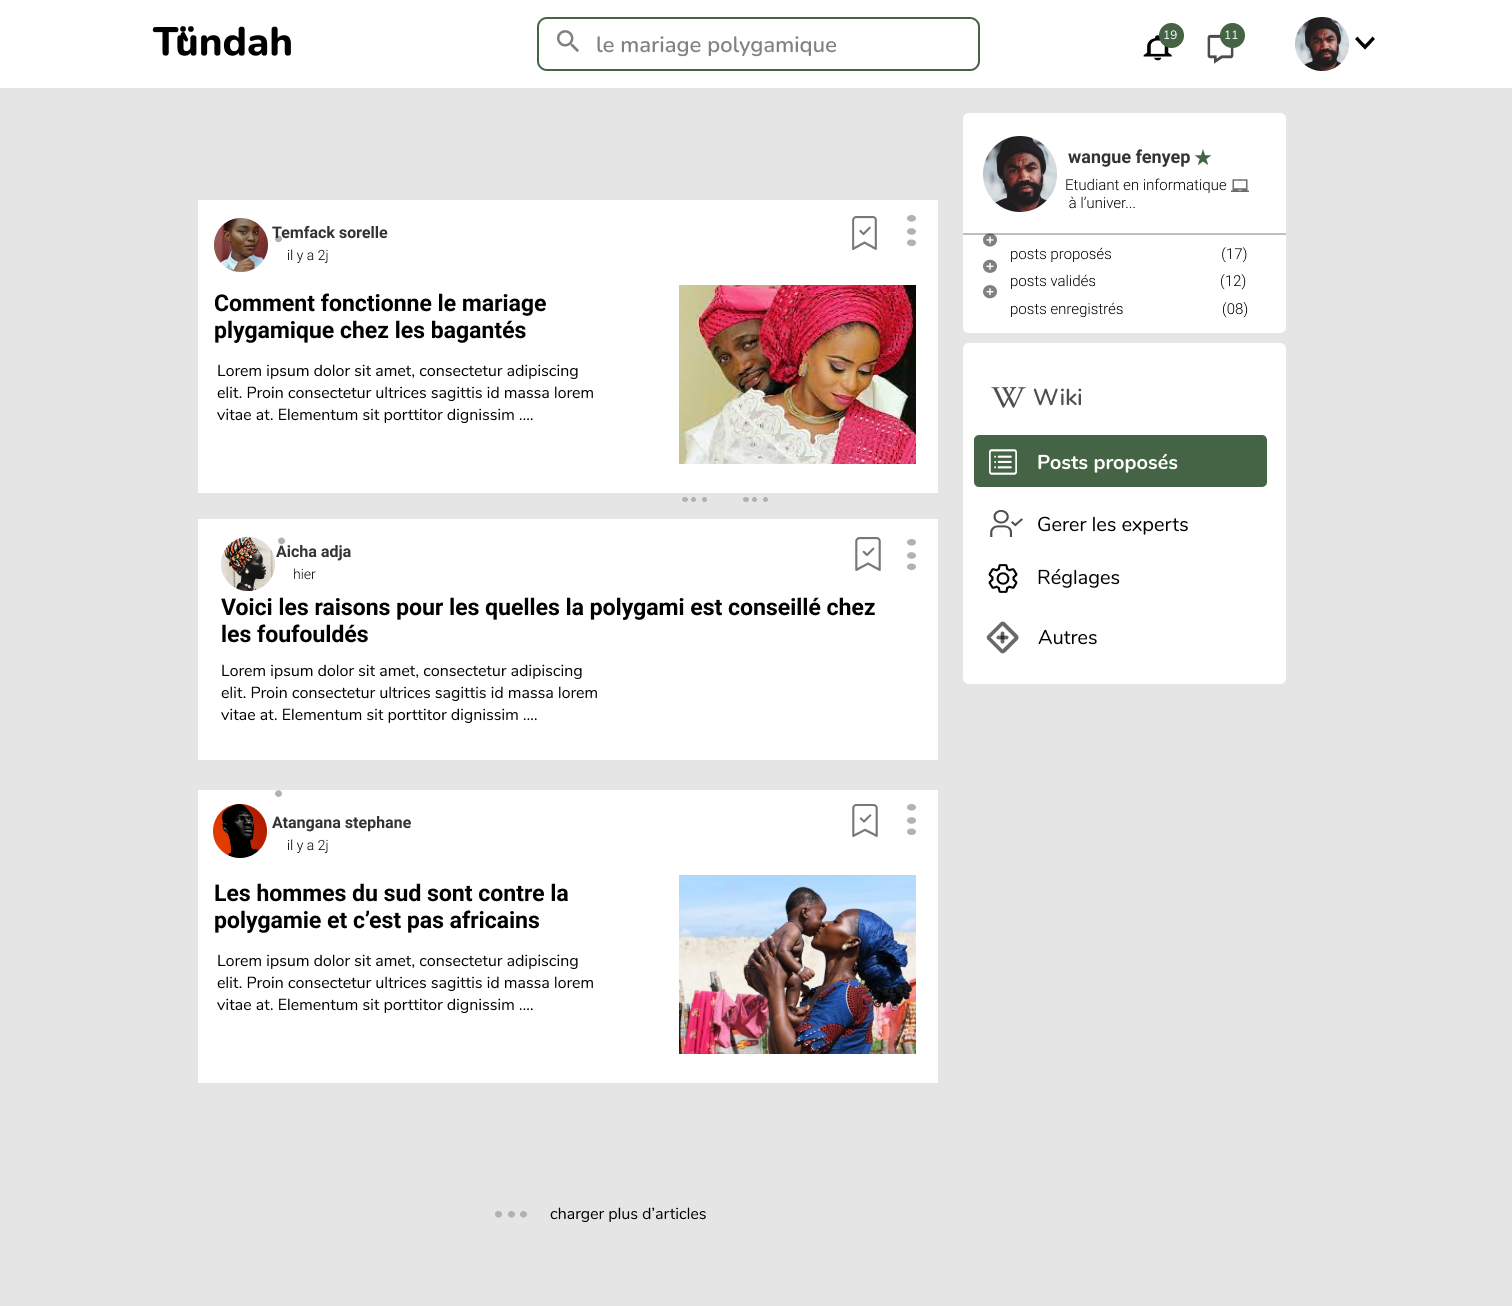 Tündah
le mariage polygamique
19
11
wangue fenyep
Etudiant en informatique
à l'univer...
posts proposés (17)
posts validés (12)
posts enregistrés (08)
W Wiki
Posts proposés
Gerer les experts
Réglages
Autres
Temfack sorelle
il y a 2j
Comment fonctionne le mariage
plygamique chez les bagantés
Lorem ipsum dolor sit amet, consectetur adipiscing
elit. Proin consectetur ultrices sagittis id massa lorem
vitae at. Elementum sit porttitor dignissim ....
Aicha adja
hier
Voici les raisons pour les quelles la polygami est conseillé chez
les foufouldés
Lorem ipsum dolor sit amet, consectetur adipiscing
elit. Proin consectetur ultrices sagittis id massa lorem
vitae at. Elementum sit porttitor dignissim ....
Atangana stephane
il y a 2j
Les hommes du sud sont contre la
polygamie et c’est pas africains
Lorem ipsum dolor sit amet, consectetur adipiscing
elit. Proin consectetur ultrices sagittis id massa lorem
vitae at. Elementum sit porttitor dignissim ....
charger plus d’articles